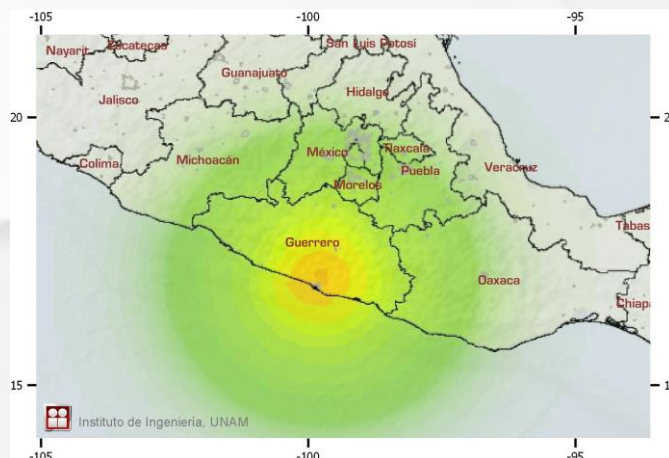 -105 -100 -95
Nayarit Zacatecas San Luis Potosí
Guanajuato
Hidalgo
Jalisco
20
México Tlaxcala
Colima Michoacán Puebla Veracruz
Morelos
Tabas
Guerrero
Oaxaca
Chiapa
15
Instituto de Ingeniería, UNAM
-105 -100 -95